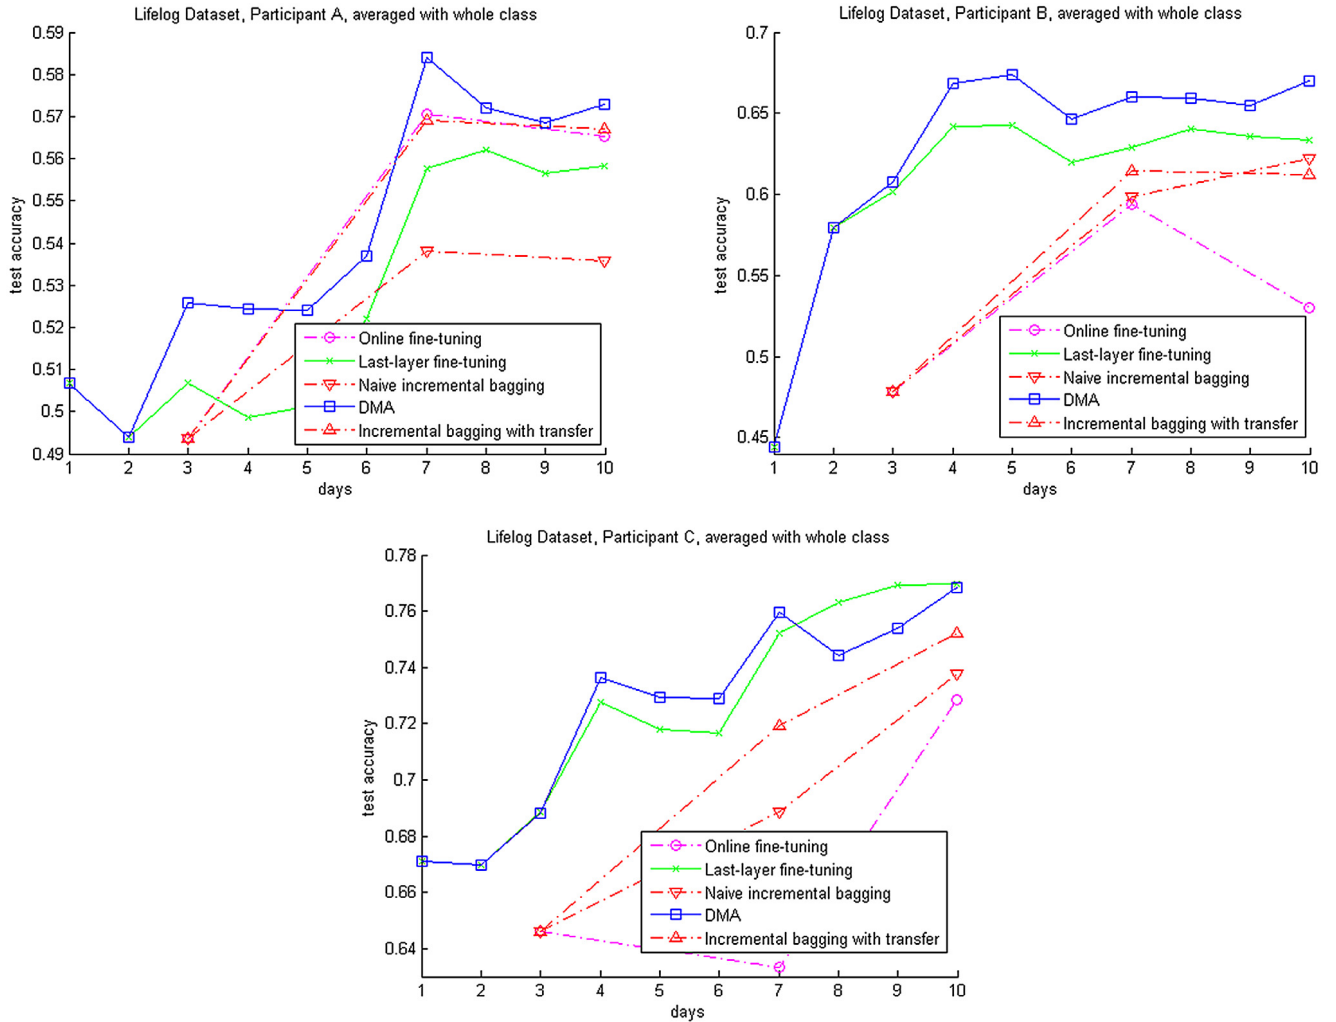 Lifelog Dataset, Participant A, averaged with whole class
0.59
0.58
0.57
0.56
0.55
0.54
0.53
0.52
0.51
0.5
0.49
test accuracy
1 2 3 4 5 6 7 8 9 10
days
Online fine-tuning
Last-layer fine-tuning
Naive incremental bagging
DMA
Incremental bagging with transfer
Lifelog Dataset, Participant B, averaged with whole class
0.7
0.65
0.6
0.55
0.5
0.45
test accuracy
1 2 3 4 5 6 7 8 9 10
days
Online fine-tuning
Last-layer fine-tuning
Naive incremental bagging
DMA
Incremental bagging with transfer
Lifelog Dataset, Participant C, averaged with whole class
0.78
0.76
0.74
0.72
0.7
0.68
0.66
0.64
test accuracy
1 2 3 4 5 6 7 8 9 10
days
Online fine-tuning
Last-layer fine-tuning
Naive incremental bagging
DMA
Incremental bagging with transfer